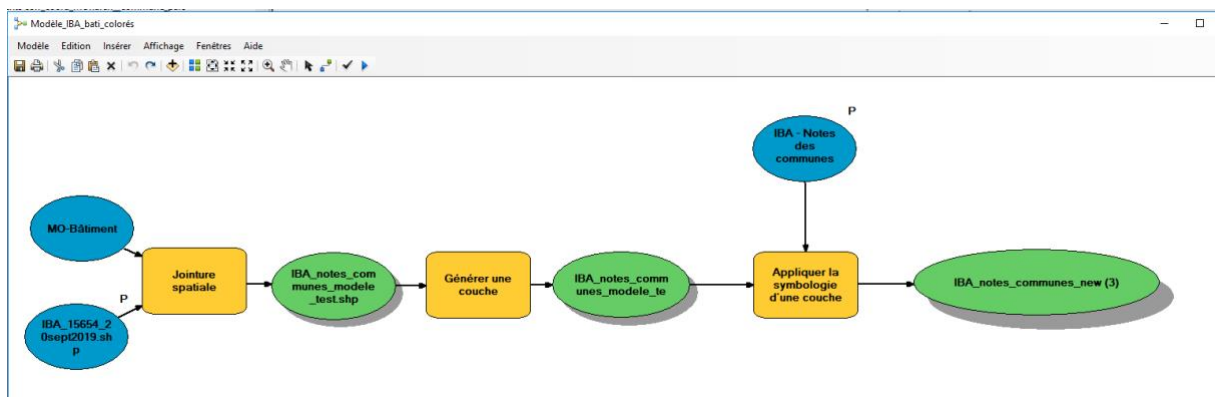 Modèle_IBA_bati_colorés
Modèle Edition Insérer Affichage Fenêtres Aide
P
IBA - Notes
des
communes
MO-Bâtiment
Jointure
spatiale
IBA_notes_com
munes_modele
_test.shp
Générer une
couche
IBA_notes_comm
unes_modele_te
Appliquer la
symbologie
d'une couche
IBA_notes_communes_new (3)
P
IBA_15654_2
0sept2019.sh
p